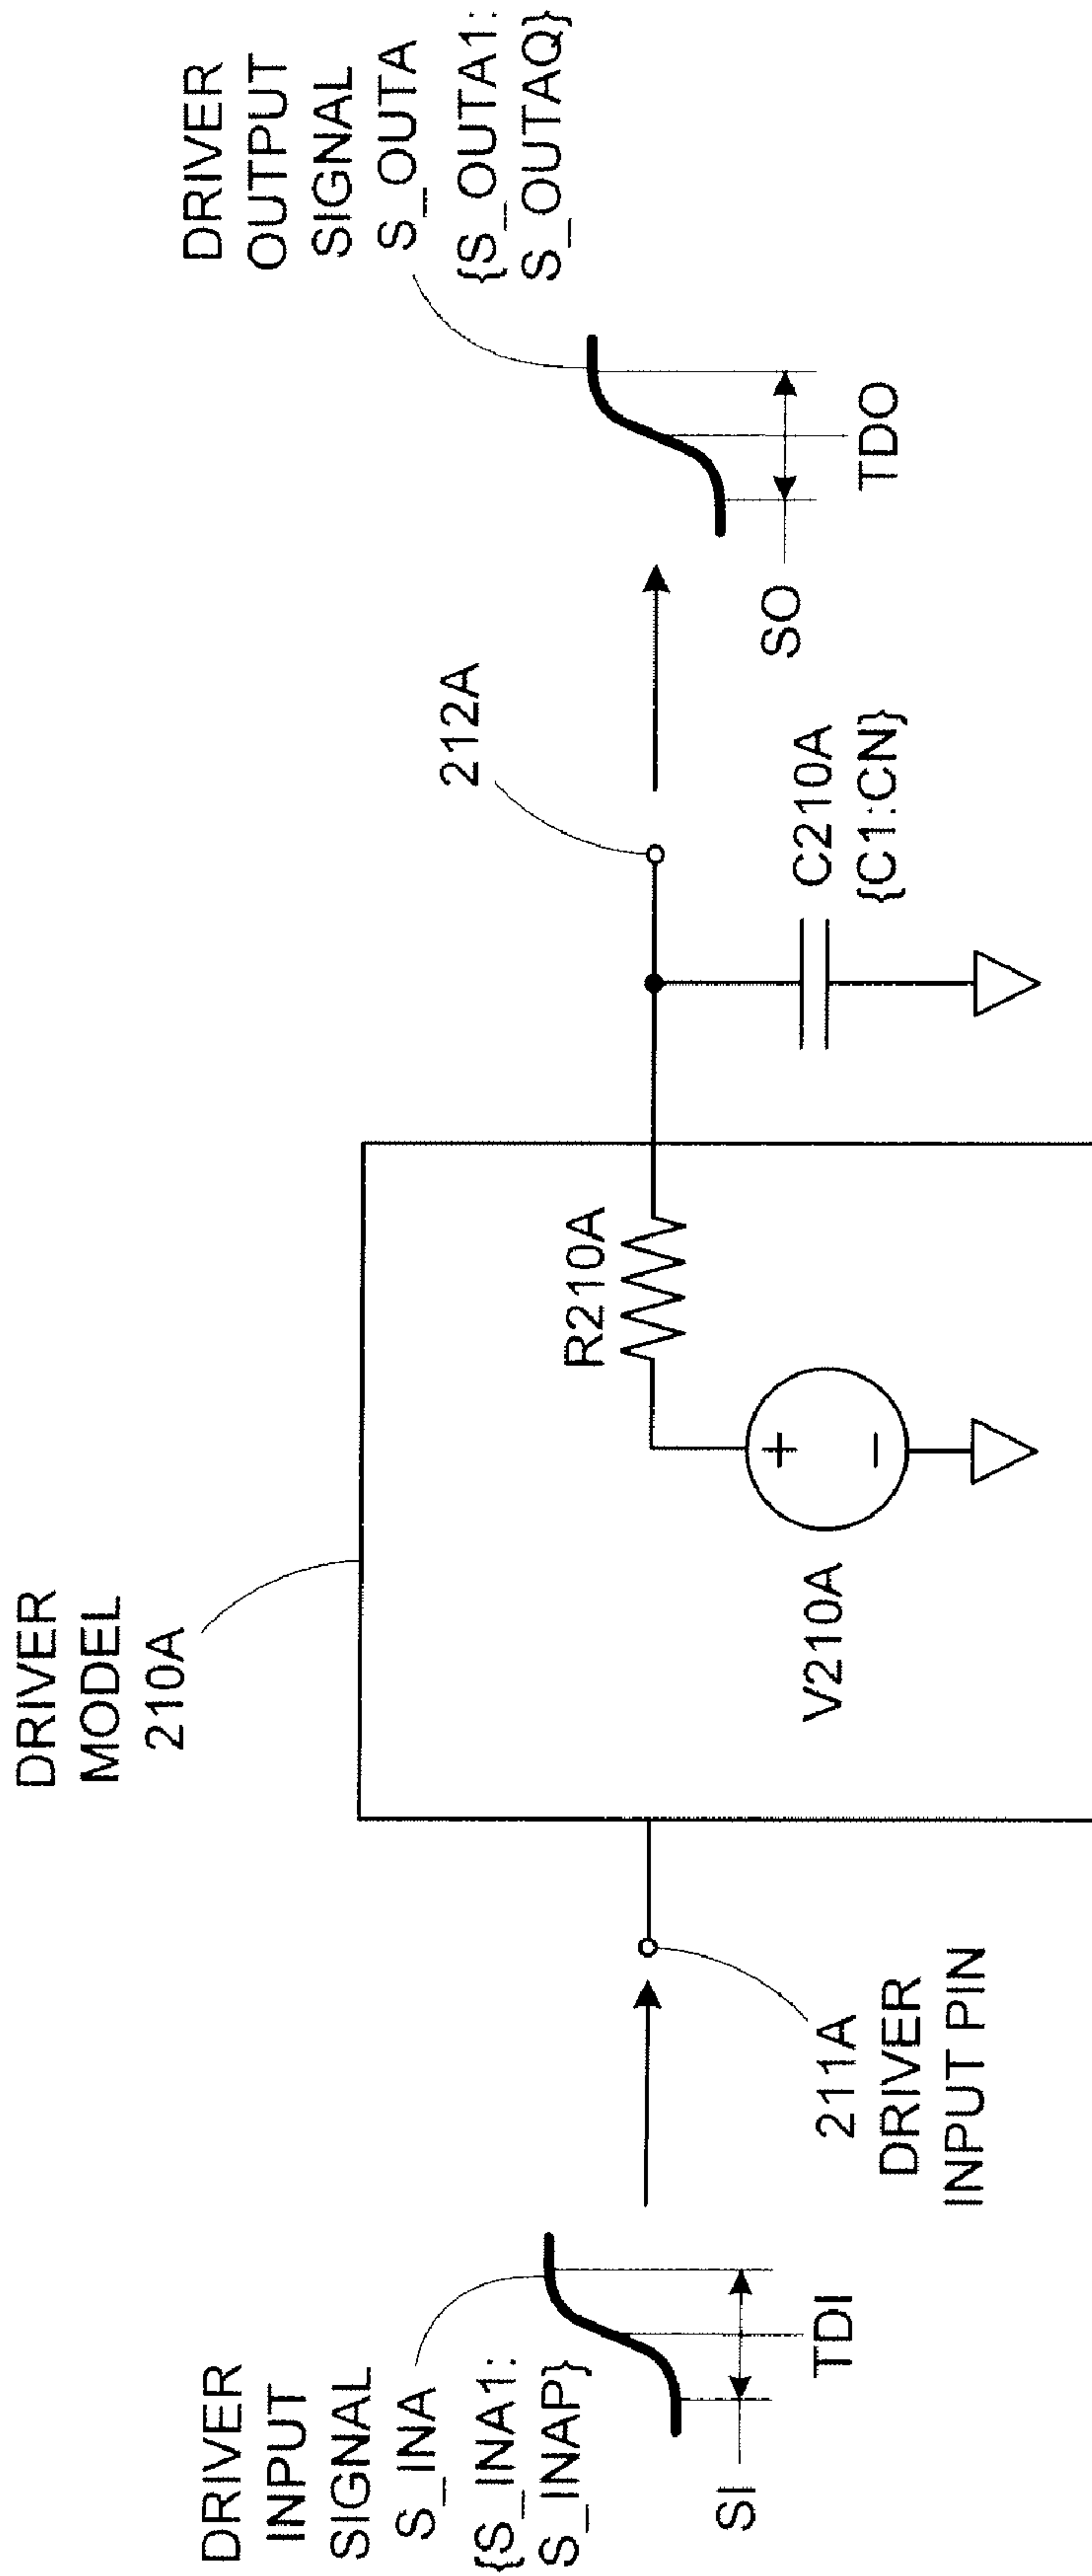 DRIVER
INPUT
SIGNAL
S_INA
{S_INA1:
S_INAP}
SI
TDI
211A
DRIVER
INPUT PIN
DRIVER
MODEL
210A
R210A
+
−
V210A
212A
C210A
{C1:CN}
DRIVER
OUTPUT
SIGNAL
S_OUTA
{S_OUTA1:
S_OUTAQ}
SO
TDO